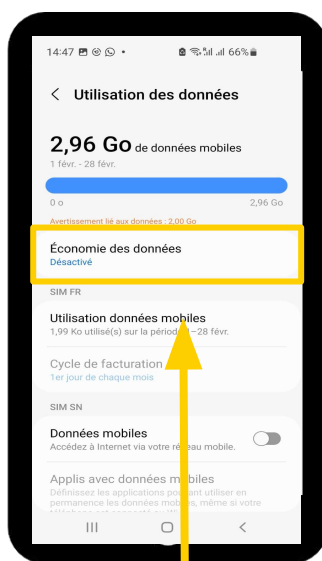 14:47 66%
Utilisation des données
2,96 Go de données mobiles
1 févr. - 28 févr.
0 o 2,96 Go
Avertissement lié aux données : 2,00 Go
Économie des données
Désactivé
SIM FR
Utilisation données mobiles
1,99 Ko utilisé(s) sur la –28 févr.
Cycle de facturation
1er jour de chaque mois
SIM SN
Données mobiles
Accédez à Internet via votre réseau mobile.
Applis avec données mobiles
Définissez les applications pouvant utiliser en
permanence les données mobiles, même si votre